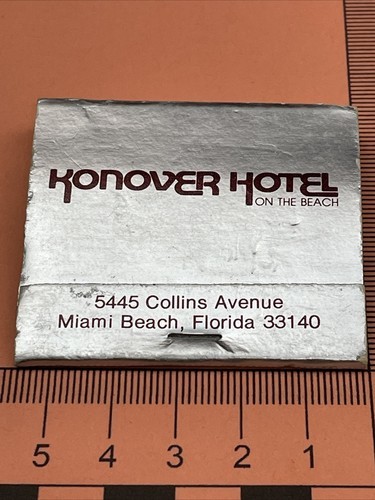 KONOVER HOTEL
ON THE BEACH
5445 Collins Avenue
Miami Beach, Florida 33140
5 4 3 2 1